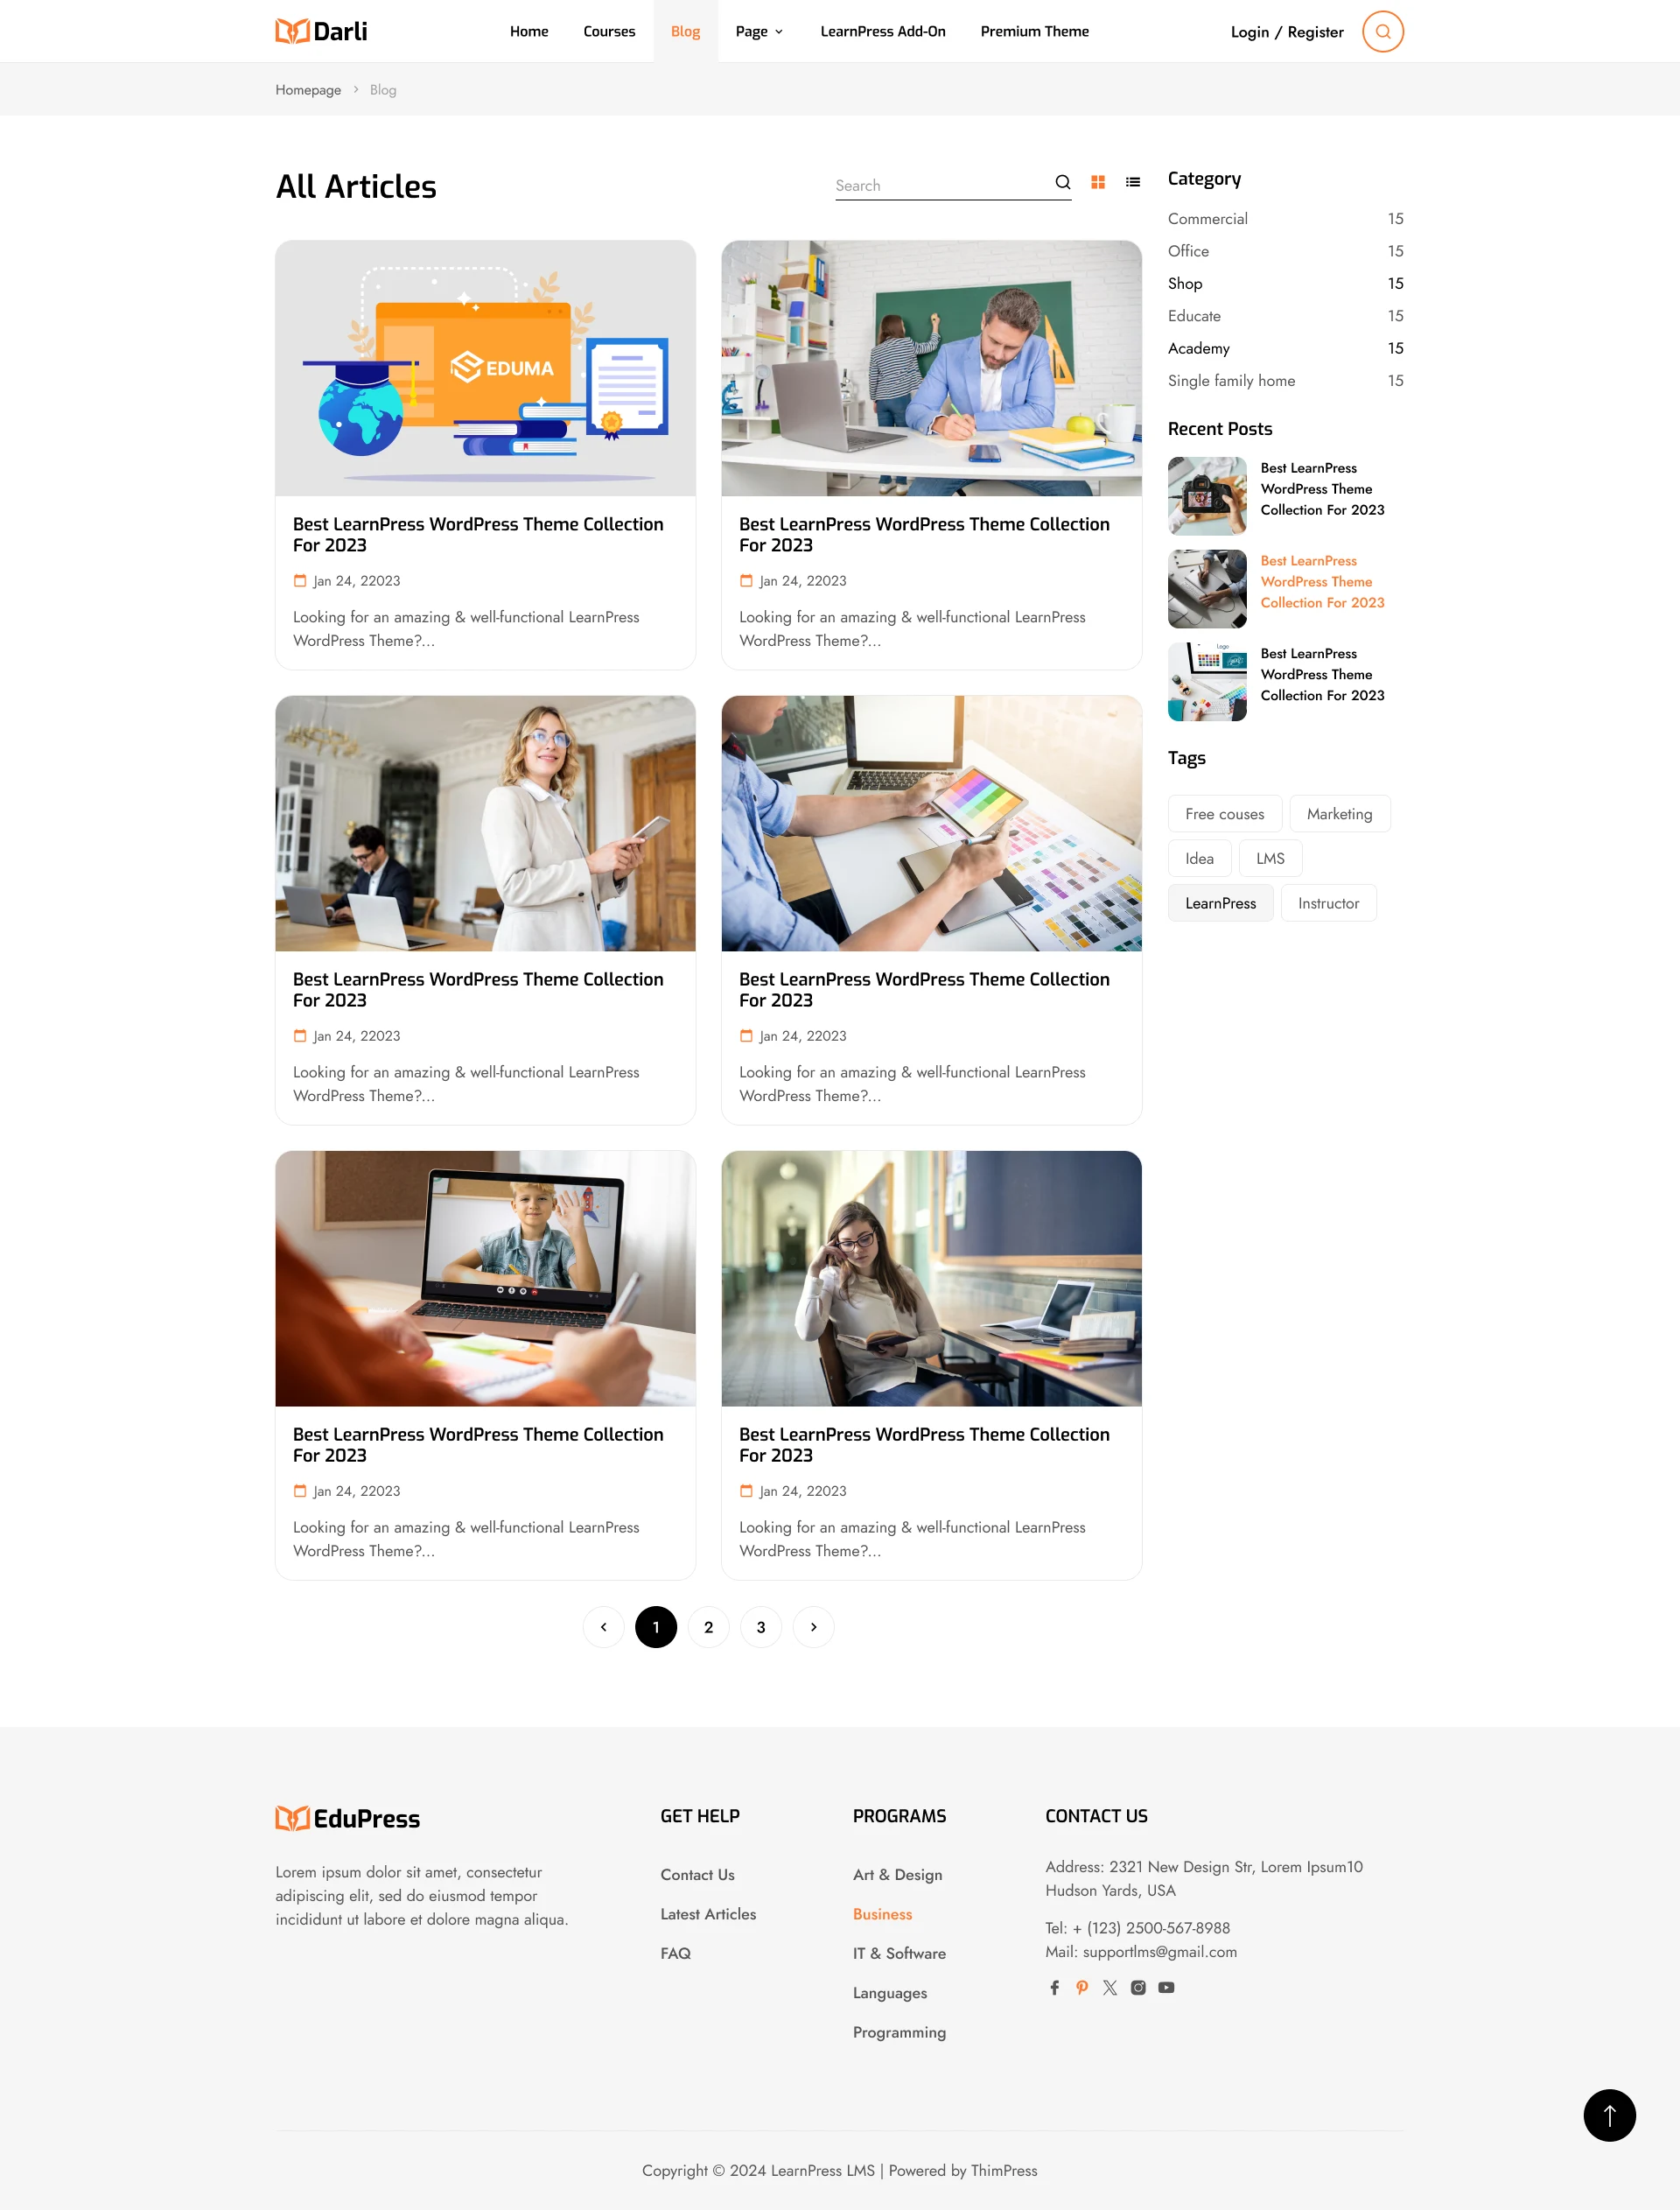 Darli
Home
Courses
Blog
Page
LearnPress Add-On
Premium Theme
Login / Register
Homepage
Blog
All Articles
Search
EDUMA
Best LearnPress WordPress Theme Collection
For 2023
Jan 24, 22023
Looking for an amazing & well-functional LearnPress
WordPress Theme?...
Best LearnPress WordPress Theme Collection
For 2023
Jan 24, 22023
Looking for an amazing & well-functional LearnPress
WordPress Theme?...
Best LearnPress WordPress Theme Collection
For 2023
Jan 24, 22023
Looking for an amazing & well-functional LearnPress
WordPress Theme?...
Best LearnPress WordPress Theme Collection
For 2023
Jan 24, 22023
Looking for an amazing & well-functional LearnPress
WordPress Theme?...
Best LearnPress WordPress Theme Collection
For 2023
Jan 24, 22023
Looking for an amazing & well-functional LearnPress
WordPress Theme?...
Best LearnPress WordPress Theme Collection
For 2023
Jan 24, 22023
Looking for an amazing & well-functional LearnPress
WordPress Theme?...
1
2
3
Category
Commercial 15
Office 15
Shop 15
Educate 15
Academy 15
Single family home 15
Recent Posts
Best LearnPress
WordPress Theme
Collection For 2023
Best LearnPress
WordPress Theme
Collection For 2023
Logo
Best LearnPress
WordPress Theme
Collection For 2023
Tags
Free couses
Marketing
Idea
LMS
LearnPress
Instructor
EduPress
Lorem ipsum dolor sit amet, consectetur
adipiscing elit, sed do eiusmod tempor
incididunt ut labore et dolore magna aliqua.
GET HELP
Contact Us
Latest Articles
FAQ
PROGRAMS
Art & Design
Business
IT & Software
Languages
Programming
CONTACT US
Address: 2321 New Design Str, Lorem Ipsum10
Hudson Yards, USA
Tel: + (123) 2500-567-8988
Mail: supportlms@gmail.com
Copyright © 2024 LearnPress LMS | Powered by ThimPress